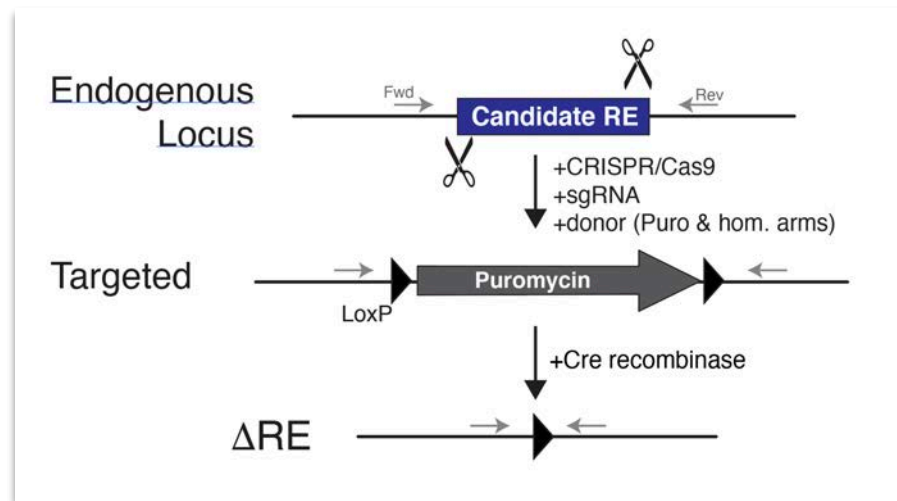 Endogenous
Locus
Fwd
Candidate RE
Rev
+CRISPR/Cas9
+sgRNA
+donor (Puro & hom. arms)
Targeted
Puromycin
LoxP
+Cre recombinase
ΔRE